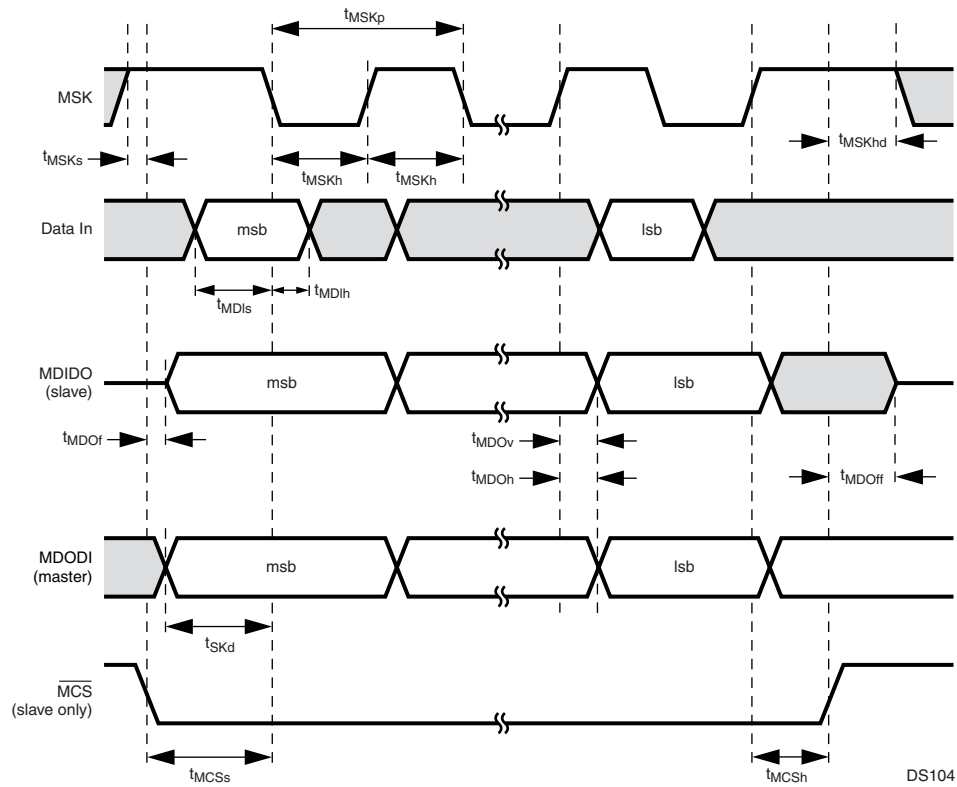 tMSKp
MSK
tMSKs
tMSKh
tMSKh
tMSKhd
Data In
msb
lsb
tMDIs
tMDIh
MDIDO
(slave)
msb
lsb
tMDOf
tMDOv
tMDOh
tMDOff
MDODI
(master)
msb
lsb
tSKd
MCS
(slave only)
tMCSs
tMCSh
DS104